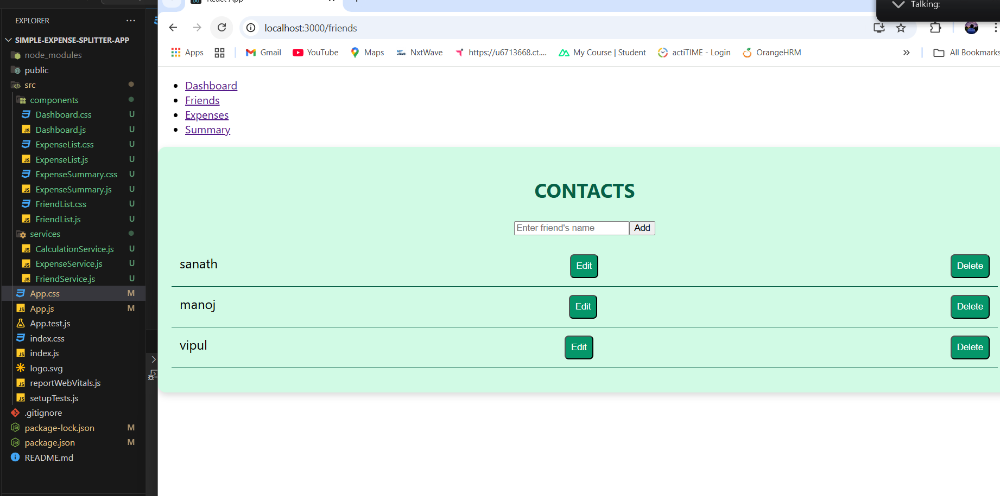 EXPLORER
SIMPLE-EXPENSE-SPLITTER-APP
node_modules
public
src
components
Dashboard.css U
Dashboard.js U
ExpenseList.css U
ExpenseList.js U
ExpenseSummary.css U
ExpenseSummary.js U
FriendList.css U
FriendList.js U
services
CalculationService.js U
ExpenseService.js U
FriendService.js U
App.css M
App.js M
App.test.js
index.css
index.js
logo.svg
reportWebVitals.js
setupTests.js
.gitignore
package-lock.json M
package.json M
README.md
React App
Talking:
localhost:3000/friends
Apps Gmail YouTube Maps NxtWave https://u6713668.ct.... My Course | Student actiTIME - Login OrangeHRM » All Bookmarks
Dashboard
Friends
Expenses
Summary
CONTACTS
Enter friend's name Add
sanath Edit Delete
manoj Edit Delete
vipul Edit Delete